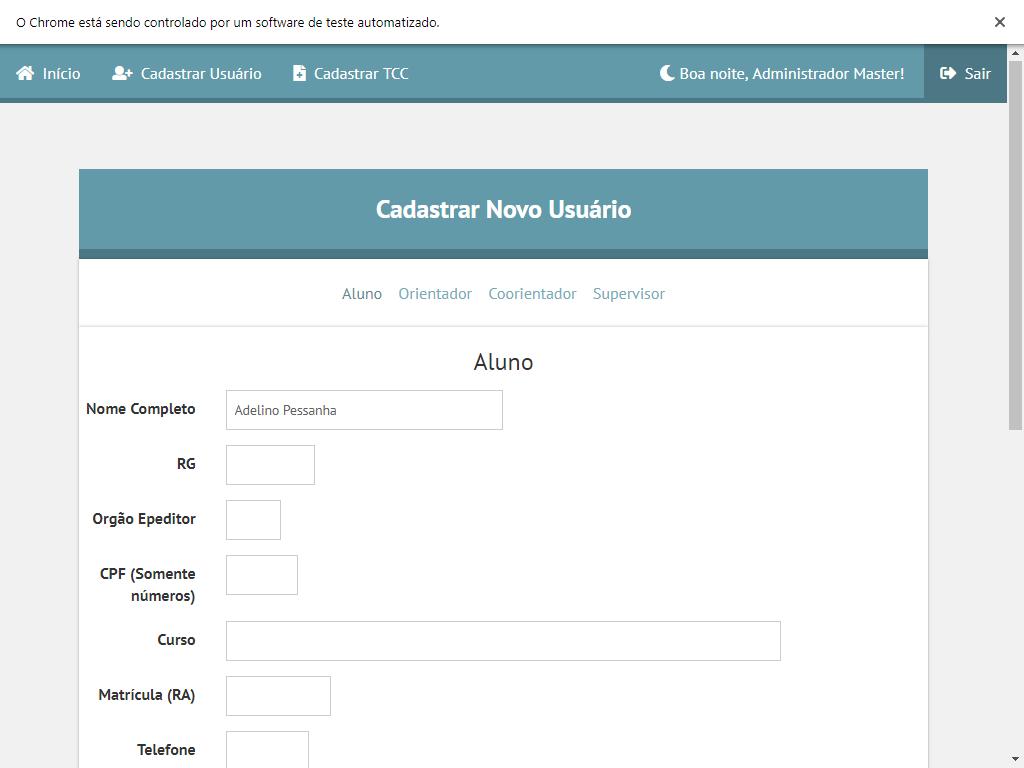 O Chrome está sendo controlado por um software de teste automatizado.
Início Cadastrar Usuário Cadastrar TCC Boa noite, Administrador Master! Sair
Cadastrar Novo Usuário
Aluno Orientador Coorientador Supervisor
Aluno
Nome Completo Adelino Pessanha
RG
Orgão Epeditor
CPF (Somente
números)
Curso
Matrícula (RA)
Telefone